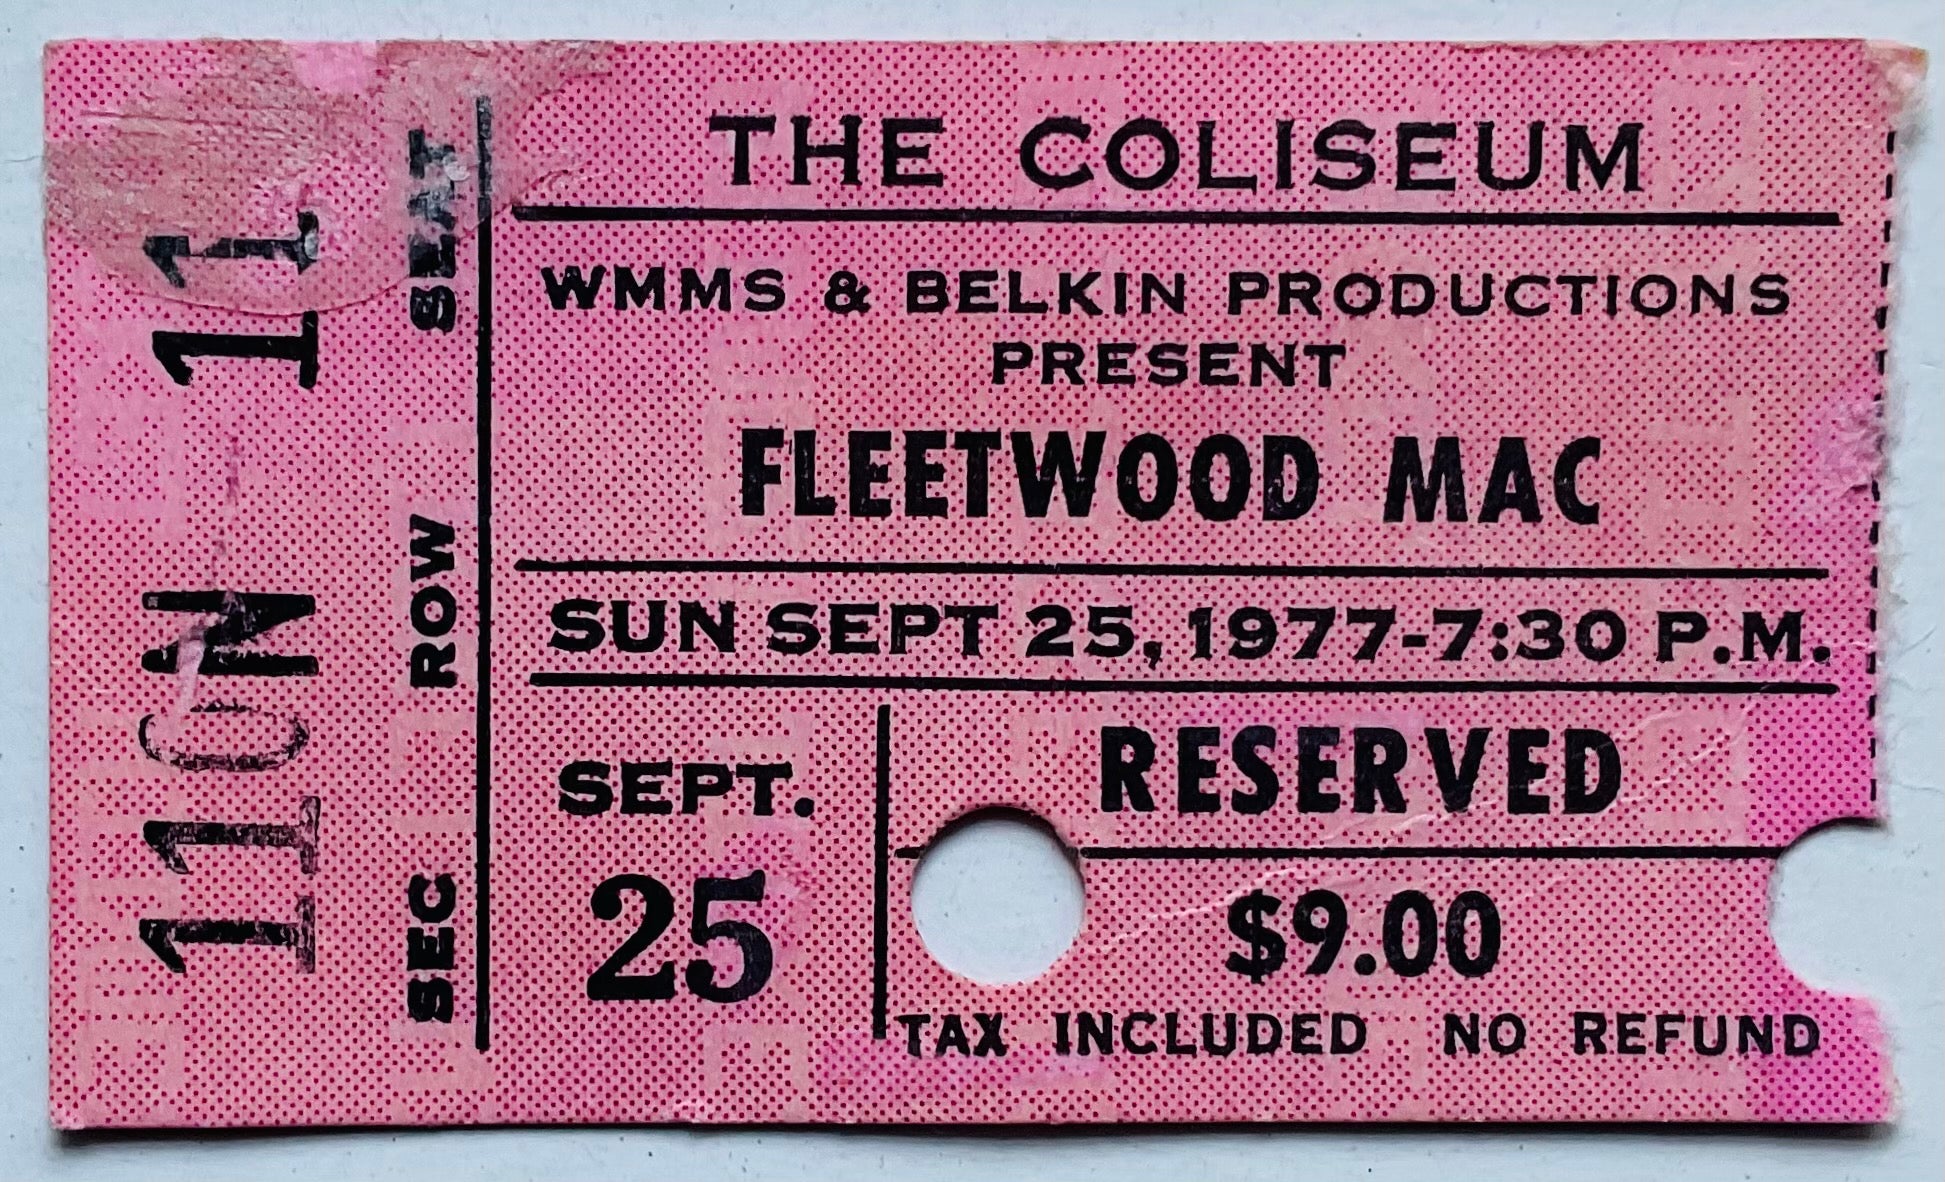 110N 11
SEC ROW SEAT
THE COLISEUM
WMMS & BELKIN PRODUCTIONS
PRESENT
FLEETWOOD MAC
SUN SEPT 25, 1977-7:30 P.M.
SEPT.
25
RESERVED
$9.00
TAX INCLUDED NO REFUND